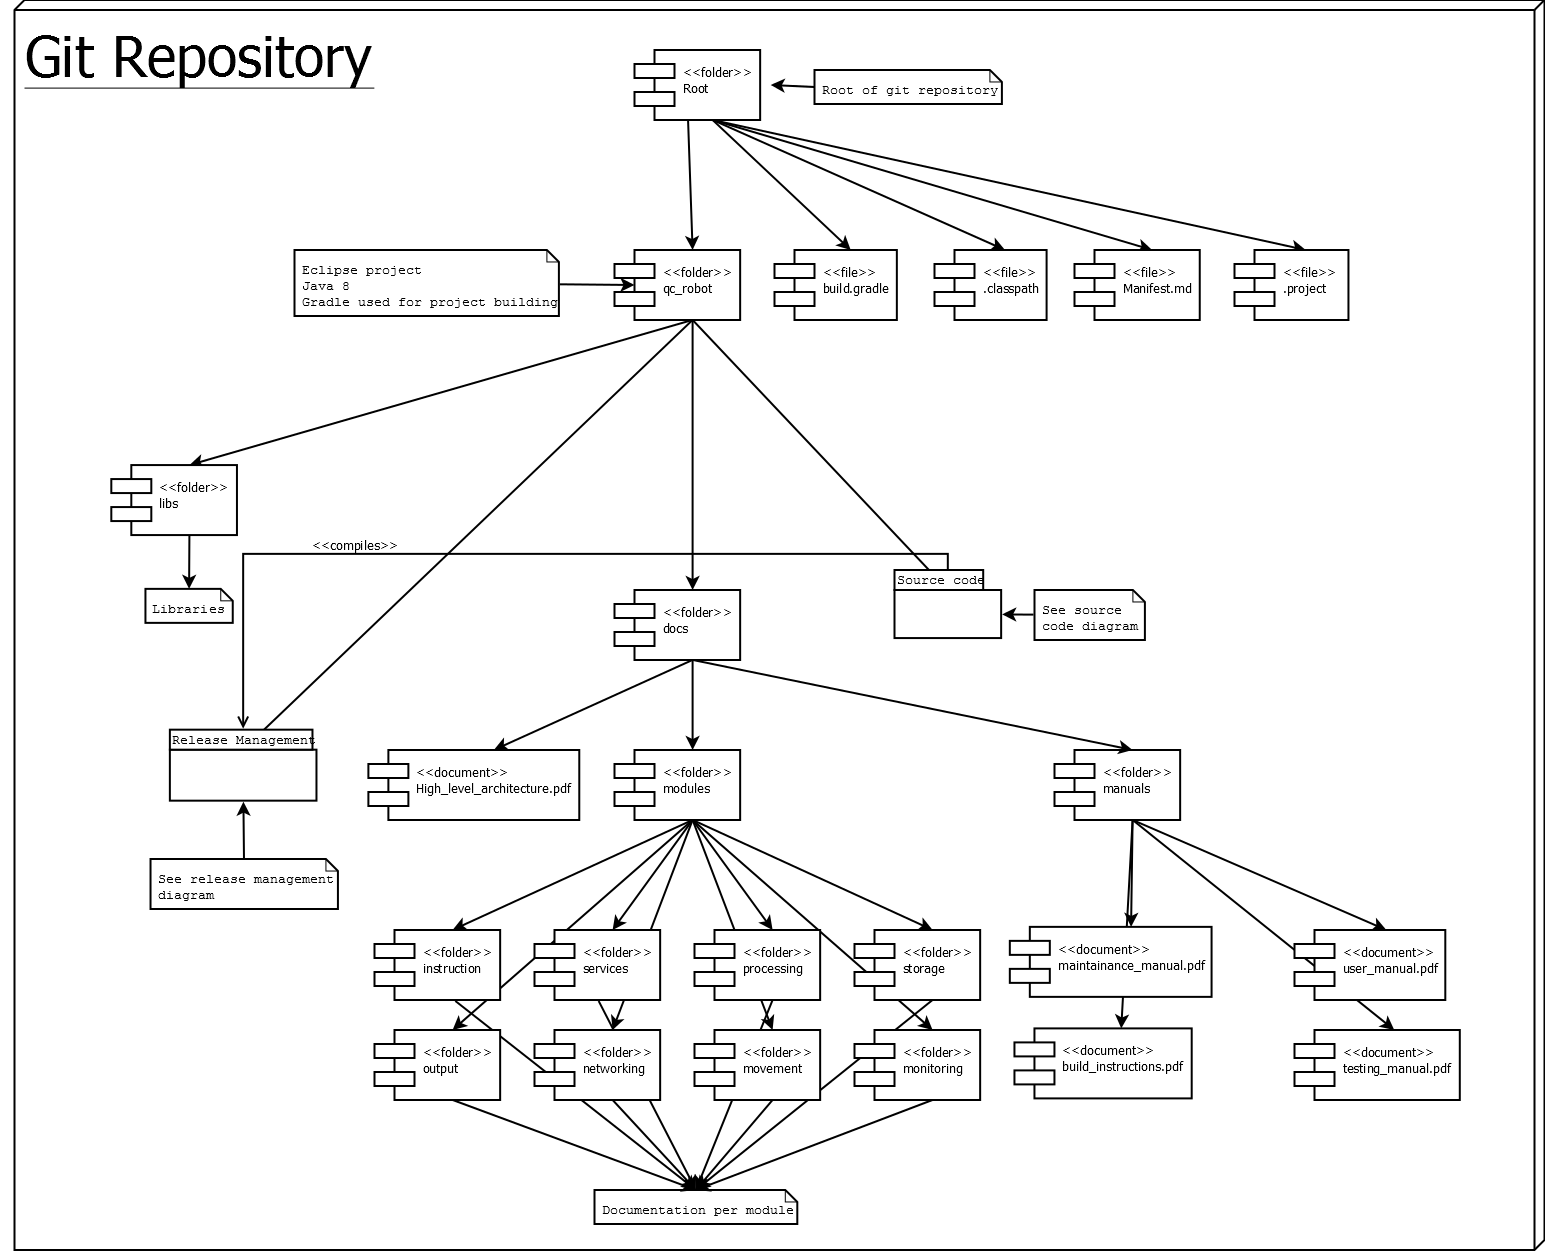 Git Repository
<<folder>>
Root
Root of git repository
Eclipse project
Java 8
Gradle used for project building
<<folder>>
qc_robot
<<file>>
build.gradle
<<file>>
.classpath
<<file>>
Manifest.md
<<file>>
.project
<<folder>>
libs
<<compiles>>
Libraries
Source code
See source
code diagram
<<folder>>
docs
Release Management
See release management
diagram
<<document>>
High_level_architecture.pdf
<<folder>>
modules
<<folder>>
manuals
<<folder>>
instruction
<<folder>>
services
<<folder>>
processing
<<folder>>
storage
<<document>>
maintainance_manual.pdf
<<document>>
user_manual.pdf
<<folder>>
output
<<folder>>
networking
<<folder>>
movement
<<folder>>
monitoring
<<document>>
build_instructions.pdf
<<document>>
testing_manual.pdf
Documentation per module